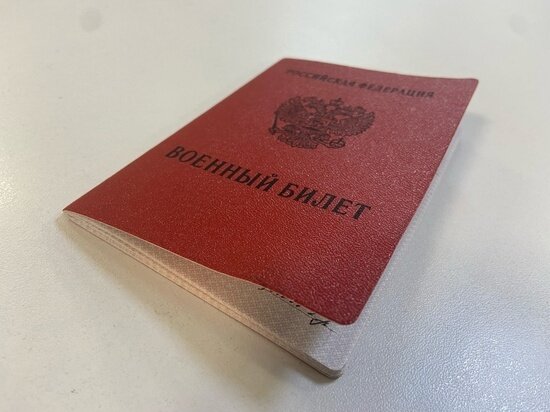 РОССИЙСКАЯ ФЕДЕРАЦИЯ
ВОЕННЫЙ БИЛЕТ